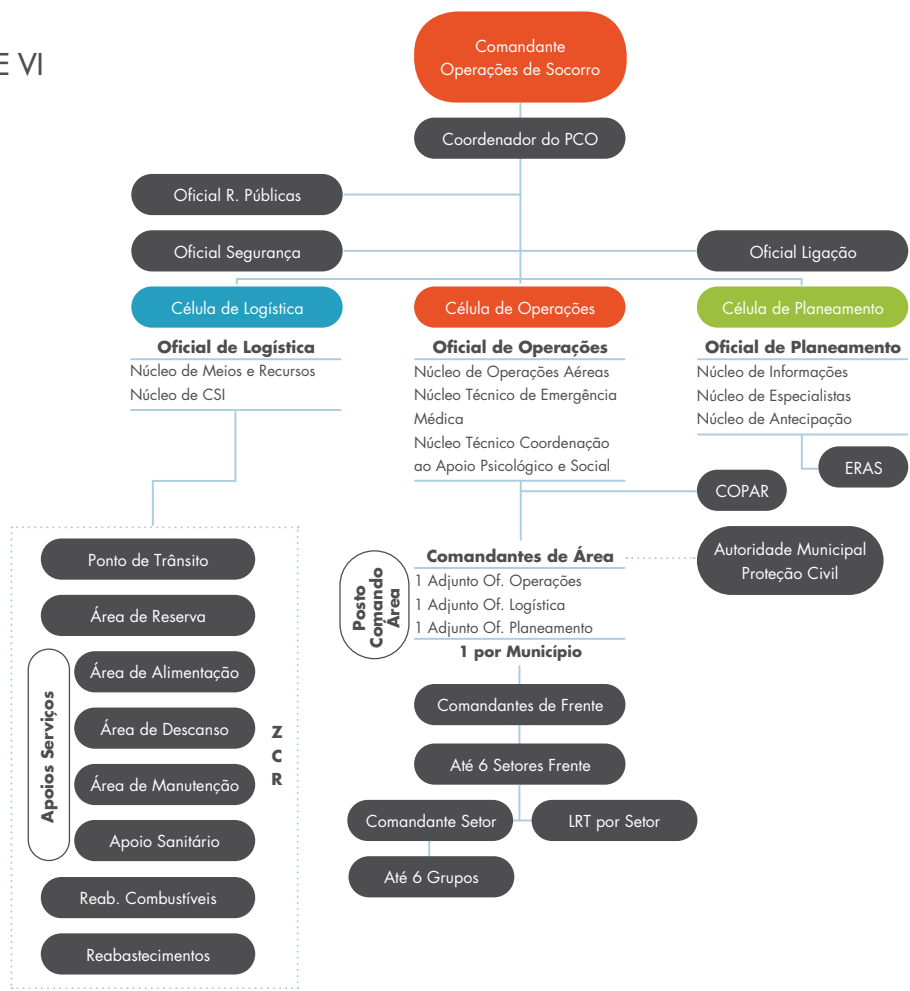 E VI
Comandante
Operações de Socorro
Coordenador do PCO
Oficial R. Públicas
Oficial Segurança
Oficial Ligação
Célula de Logística
Oficial de Logística
Núcleo de Meios e Recursos
Núcleo de CSI
Célula de Operações
Oficial de Operações
Núcleo de Operações Aéreas
Núcleo Técnico de Emergência
Médica
Núcleo Técnico Coordenação
ao Apoio Psicológico e Social
Célula de Planeamento
Oficial de Planeamento
Núcleo de Informações
Núcleo de Especialistas
Núcleo de Antecipação
ERAS
COPAR
Posto
Comando
Área
Comandantes de Área
1 Adjunto Of. Operações
1 Adjunto Of. Logística
1 Adjunto Of. Planeamento
1 por Município
Autoridade Municipal
Proteção Civil
Comandantes de Frente
Até 6 Setores Frente
Comandante Setor
LRT por Setor
Até 6 Grupos
Ponto de Trânsito
Área de Reserva
Apoios Serviços
Área de Alimentação
Área de Descanso
Área de Manutenção
Apoio Sanitário
Z
C
R
Reab. Combustíveis
Reabastecimentos